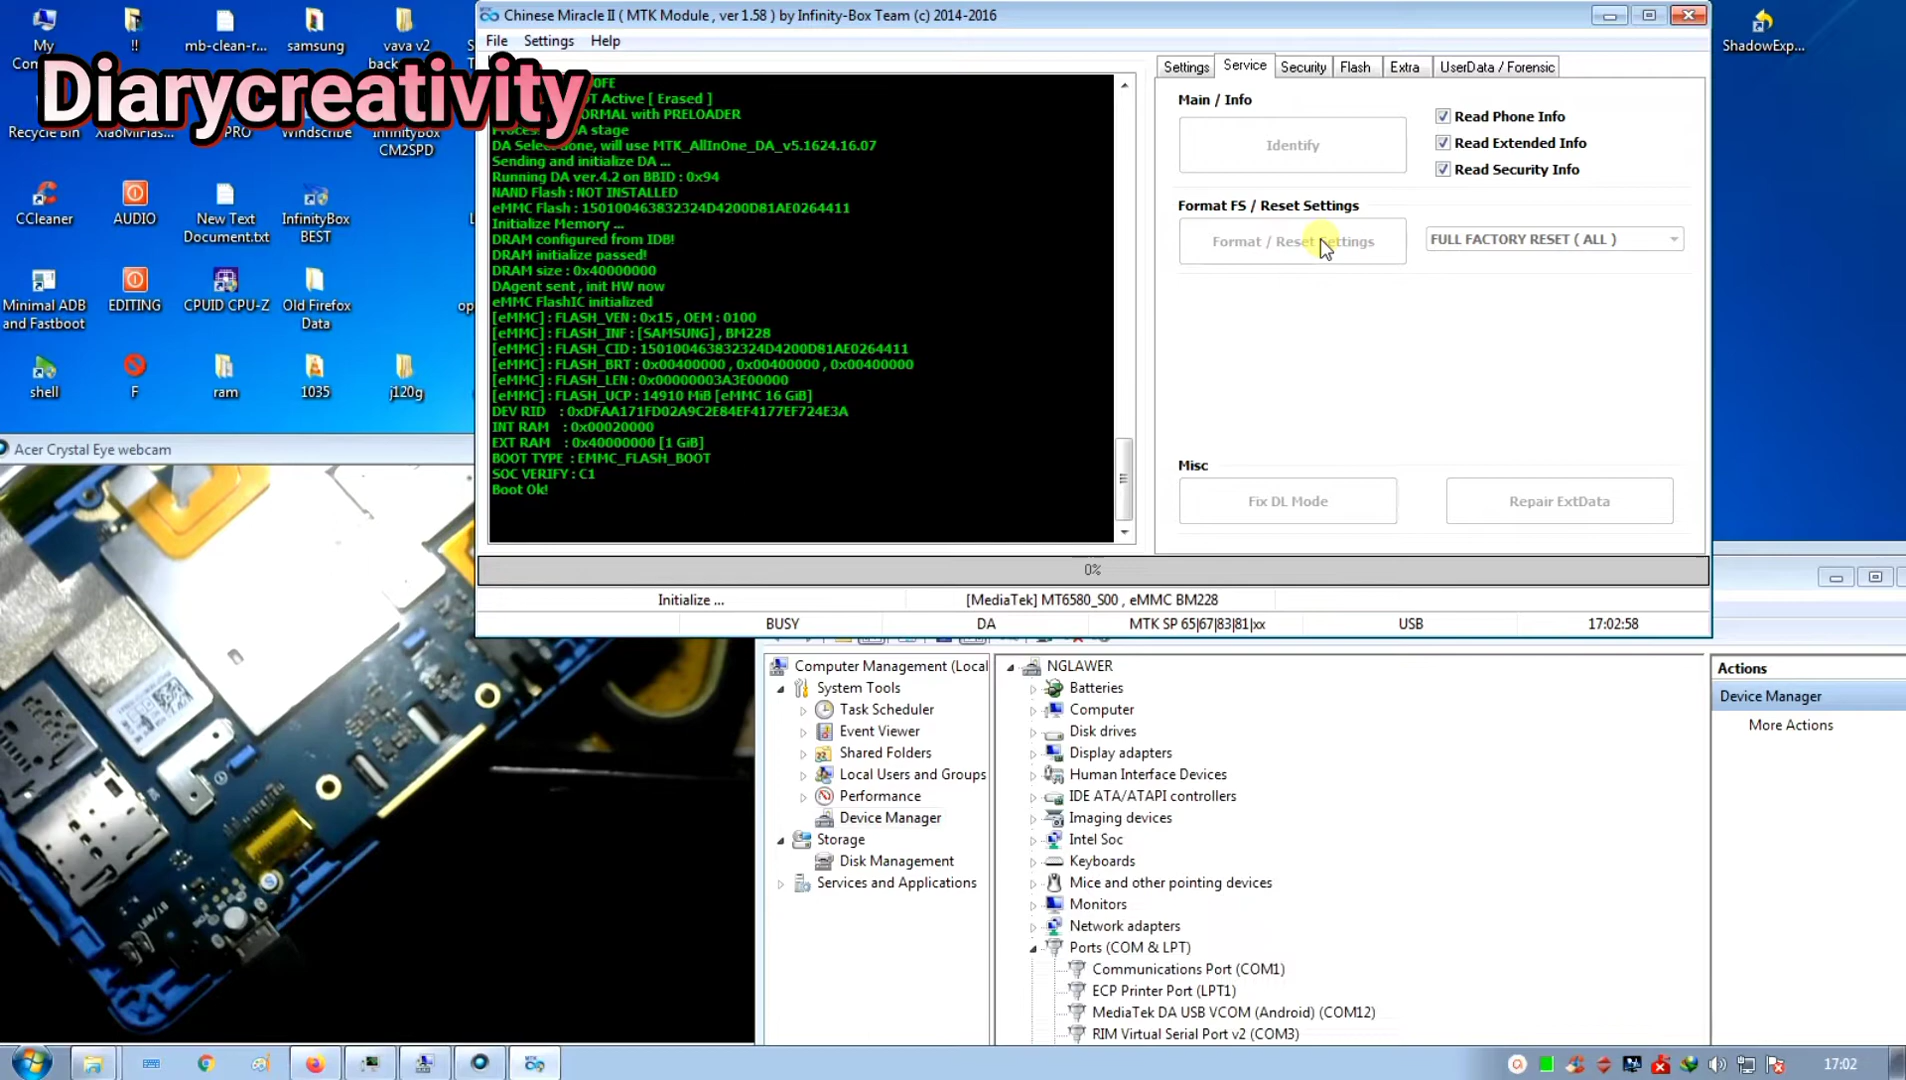 Chinese Miracle II ( MTK Module , ver 1.58 ) by Infinity-Box Team (c) 2014-2016
File Settings Help
My
!!
mb-clean-r...
samsung
vava v2
ShadowExp...
Diarycreativity
Recycle Bin
PRO
Windscribe
InfinityBox
CM2SPD
CCleaner
AUDIO
New Text
Document.txt
InfinityBox
BEST
Minimal ADB
and Fastboot
EDITING
CPUID CPU-Z
Old Firefox
Data
shell
F
ram
1035
j120g
Acer Crystal Eye webcam
Active [ Erased ]
with PRELOADER
stage
MTK_AllInOne_DA_v5.1624.16.07
Sending and initialize DA ...
Running DA ver.4.2 on BBID : 0x94
NAND Flash : NOT INSTALLED
eMMC Flash : 150100463832324D4200D81AE0264411
Initialize Memory ...
DRAM configured from IDB!
DRAM initialize passed!
DRAM size : 0x40000000
DAgent sent , init HW now
eMMC FlashIC initialized
[eMMC] : FLASH_VEN : 0x15 , OEM : 0100
[eMMC] : FLASH_INF : [SAMSUNG] , BM228
[eMMC] : FLASH_CID : 150100463832324D4200D81AE0264411
[eMMC] : FLASH_BRT : 0x00400000 , 0x00400000 , 0x00400000
[eMMC] : FLASH_LEN : 0x00000003A3E00000
[eMMC] : FLASH_UCP : 14910 MiB [eMMC 16 GiB]
DEV RID : 0xDFAA171FD02A9C2E84EF4177EF724E3A
INT RAM : 0x00020000
EXT RAM : 0x40000000 [1 GiB]
BOOT TYPE : EMMC_FLASH_BOOT
SOC VERIFY : C1
Boot Ok!
Settings Service Security Flash Extra UserData / Forensic
Main / Info
Identify
Read Phone Info
Read Extended Info
Read Security Info
Format FS / Reset Settings
Format / Reset Settings
FULL FACTORY RESET ( ALL )
Misc
Fix DL Mode
Repair ExtData
0%
Initialize ...
[MediaTek] MT6580_S00 , eMMC BM228
BUSY
DA
MTK SP 65|67|83|81|xx
USB
17:02:58
Computer Management (Local
System Tools
Task Scheduler
Event Viewer
Shared Folders
Local Users and Groups
Performance
Device Manager
Storage
Disk Management
Services and Applications
NGLAWER
Batteries
Computer
Disk drives
Display adapters
Human Interface Devices
IDE ATA/ATAPI controllers
Imaging devices
Intel Soc
Keyboards
Mice and other pointing devices
Monitors
Network adapters
Ports (COM & LPT)
Communications Port (COM1)
ECP Printer Port (LPT1)
MediaTek DA USB VCOM (Android) (COM12)
RIM Virtual Serial Port v2 (COM3)
Actions
Device Manager
More Actions
17:02